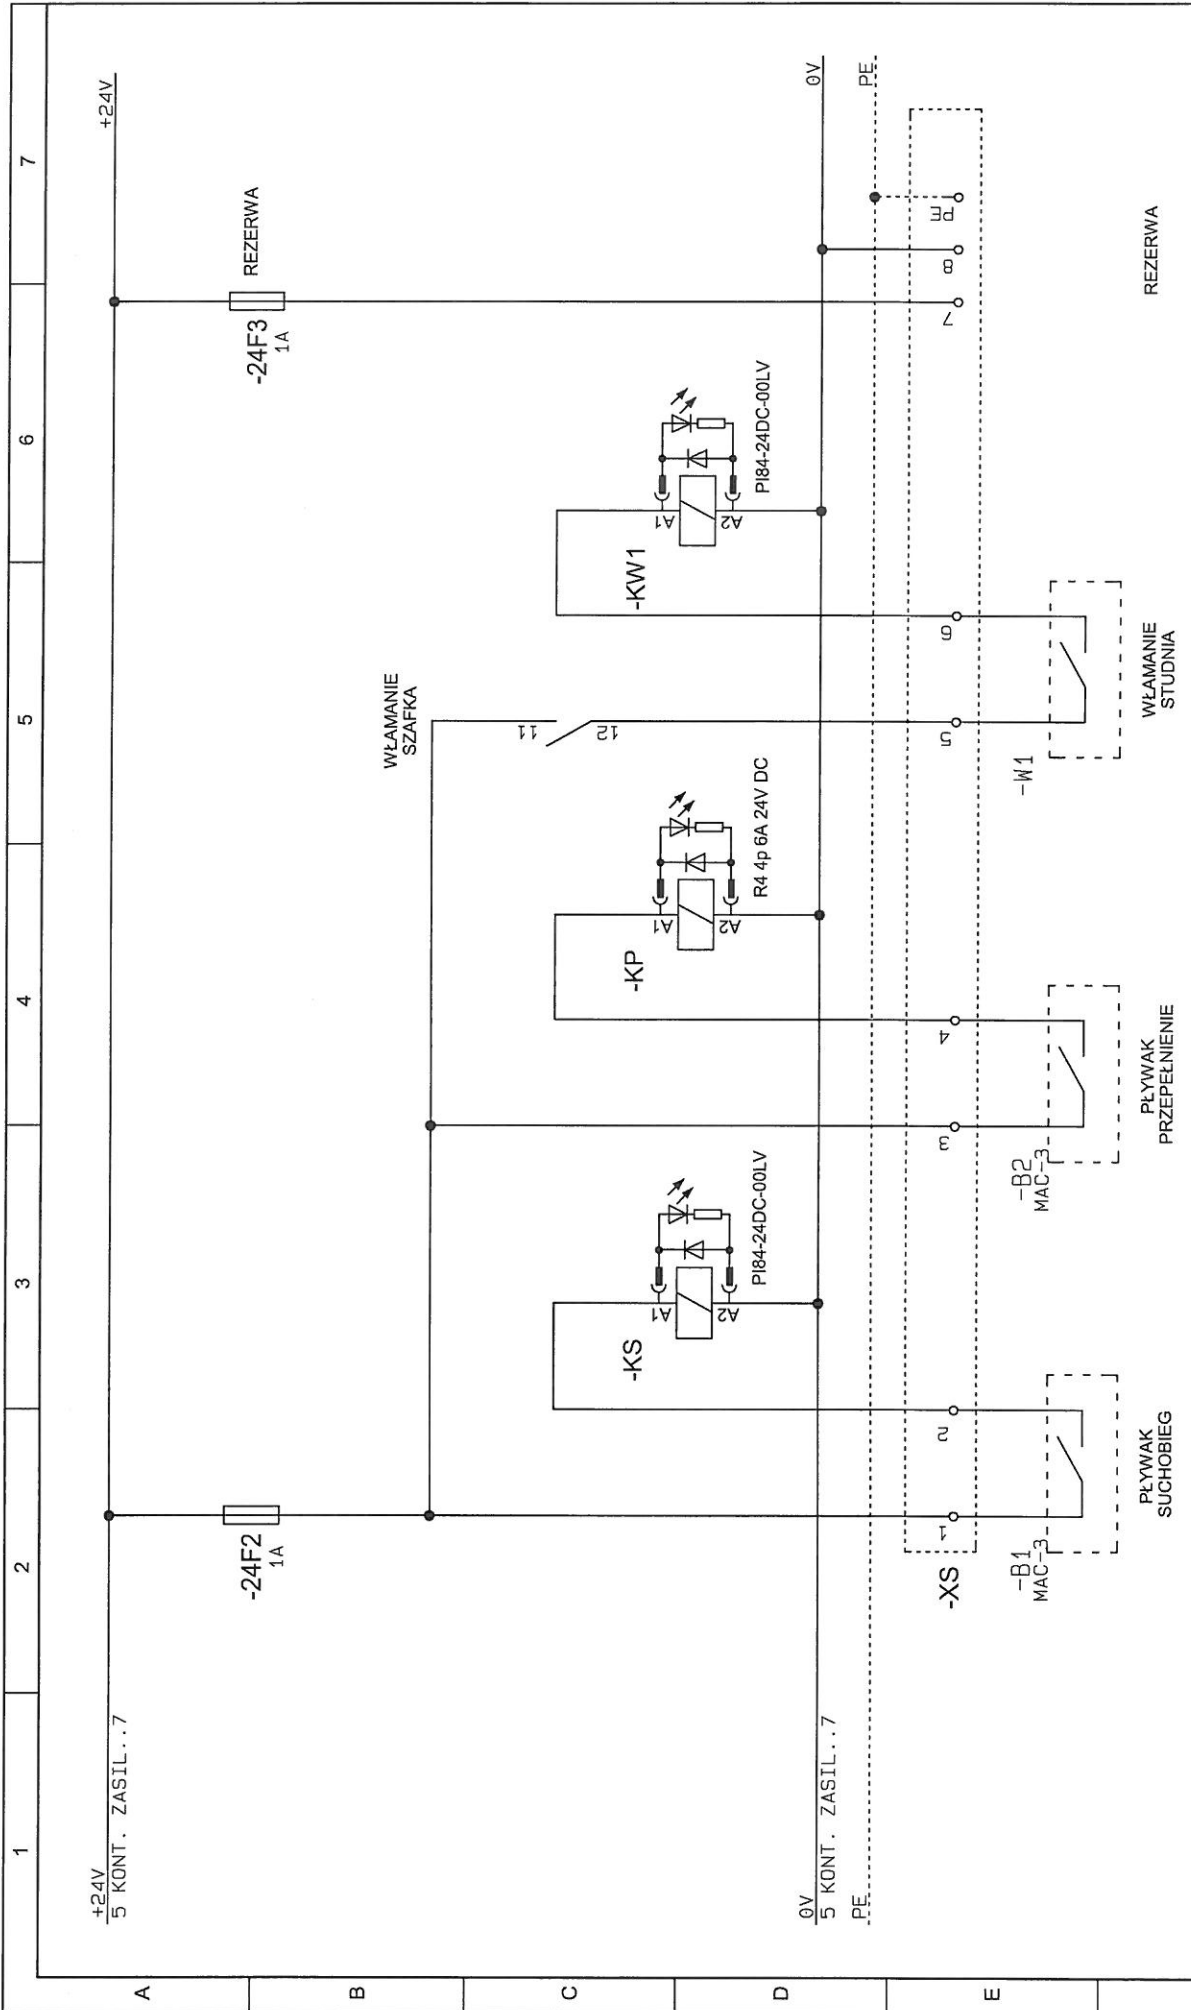 1
2
3
4
5
6
7
A
B
C
D
E
+24V
5 KONT. ZASIL..7
+24V
-24F2
1A
-24F3
1A
REZERWA
WŁAMANIE
SZAFKA
11
12
-KS
A1
A2
PI84-24DC-00LV
-KP
A1
A2
R4 4p 6A 24V DC
-KW1
A1
A2
PI84-24DC-00LV
0V
5 KONT. ZASIL..7
0V
PE
PE
-XS
1
2
3
4
5
6
7
8
PE
-B1
MAC-3
-B2
MAC-3
-W1
PŁYWAK
SUCHOBIEG
PŁYWAK
PRZEPEŁNIENIE
WŁAMANIE
STUDNIA
REZERWA